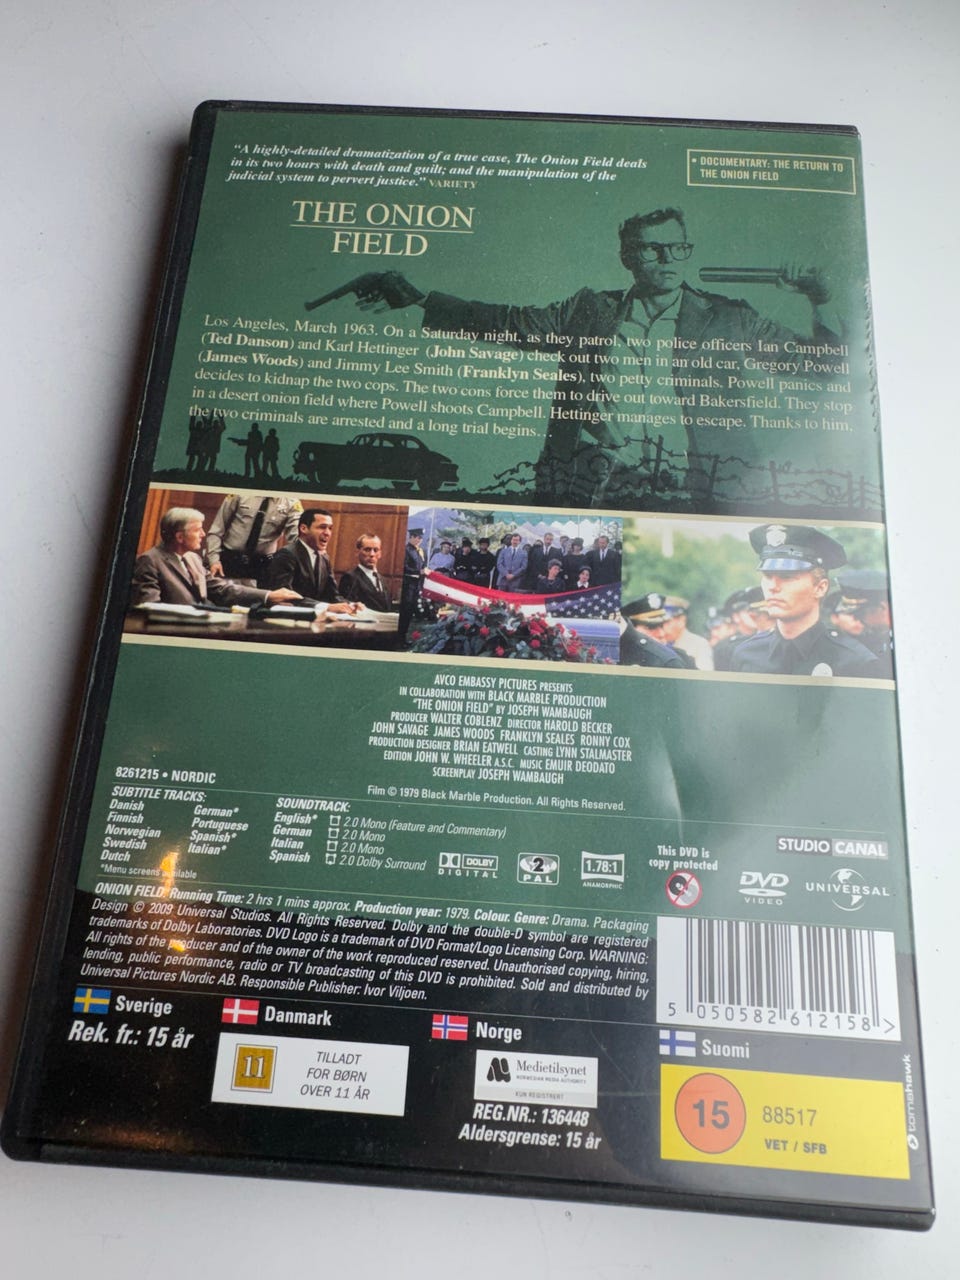 "A highly-detailed dramatization of a true case, The Onion Field deals
in its two hours with death and guilt; and the manipulation of the
judicial system to pervert justice." VARIETY
• DOCUMENTARY: THE RETURN TO
THE ONION FIELD
THE ONION
FIELD
Los Angeles, March 1963. On a Saturday night, as they patrol, two police officers Ian Campbell
(Ted Danson) and Karl Hettinger (John Savage) check out two men in an old car, Gregory Powell
(James Woods) and Jimmy Lee Smith (Franklyn Seales), two petty criminals. Powell panics and
decides to kidnap the two cops. The two cons force them to drive out toward Bakersfield. They stop
in a desert onion field where Powell shoots Campbell. Hettinger manages to escape. Thanks to him,
the two criminals are arrested and a long trial begins...
AVCO EMBASSY PICTURES PRESENTS
IN COLLABORATION WITH BLACK MARBLE PRODUCTION
"THE ONION FIELD" BY JOSEPH WAMBAUGH
PRODUCER WALTER COBLENZ DIRECTOR HAROLD BECKER
JOHN SAVAGE JAMES WOODS FRANKLYN SEALES RONNY COX
PRODUCTION DESIGNER BRIAN EATWELL CASTING LYNN STALMASTER
EDITION JOHN W. WHEELER A.S.C. MUSIC EMUIR DEODATO
SCREENPLAY JOSEPH WAMBAUGH
Film © 1979 Black Marble Production. All Rights Reserved.
8261215 • NORDIC
SUBTITLE TRACKS:
Danish
Finnish
Norwegian
Swedish
Dutch
German*
Portuguese
Spanish*
Italian*
*Menu screens available
SOUNDTRACK:
English* 2.0 Mono (Feature and Commentary)
German 2.0 Mono
Italian 2.0 Mono
Spanish 2.0 Dolby Surround
DOLBY
DIGITAL
2
PAL
1.78:1
ANAMORPHIC
This DVD is
copy protected
STUDIO CANAL
DVD
VIDEO
UNIVERSAL
ONION FIELD: Running Time: 2 hrs 1 mins approx. Production year: 1979. Colour. Genre: Drama. Packaging
Design © 2009 Universal Studios. All Rights Reserved. Dolby and the double-D symbol are registered
trademarks of Dolby Laboratories. DVD Logo is a trademark of DVD Format/Logo Licensing Corp. WARNING:
All rights of the producer and of the owner of the work reproduced reserved. Unauthorised copying, hiring,
lending, public performance, radio or TV broadcasting of this DVD is prohibited. Sold and distributed by
Universal Pictures Nordic AB. Responsible Publisher: Ivor Viljoen.
5 050582 612158 >
Sverige
Rek. fr.: 15 år
Danmark
11
TILLADT
FOR BØRN
OVER 11 ÅR
Norge
Medietilsynet
NORWEGIAN MEDIA AUTHORITY
KUN REGISTRERT
REG.NR.: 136448
Aldersgrense: 15 år
Suomi
15
88517
VET / SFB
tomahawk